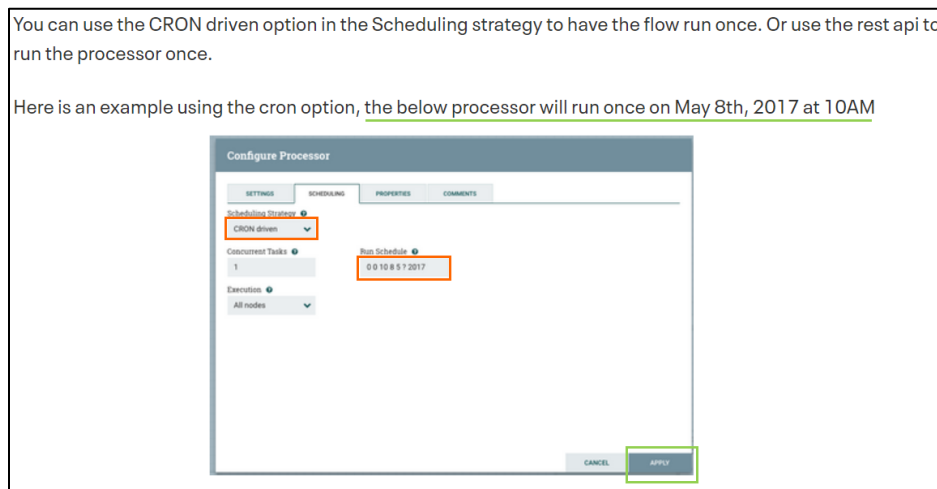 You can use the CRON driven option in the Scheduling strategy to have the flow run once. Or use the rest api to
run the processor once.
Here is an example using the cron option, the below processor will run once on May 8th, 2017 at 10AM
Configure Processor
SETTINGS SCHEDULING PROPERTIES COMMENTS
Scheduling Strategy
CRON driven
Concurrent Tasks Run Schedule
1 0 0 10 8 5 ? 2017
Execution
All nodes
CANCEL APPLY